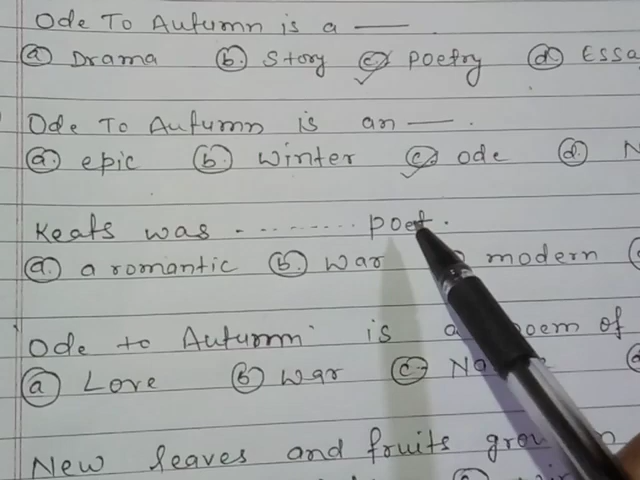 Ode To Autumn is a ——.
(a) Drama (b) Story (c) poetry (d)
Ode To Autumn is an ——.
(a) epic (b) Winter (c) ode (d)
Keats was ......... poet.
(a) a romantic (b) War modern
Ode to Autumn is a poem of
(a) Love (b) War (c)
New leaves and fruits